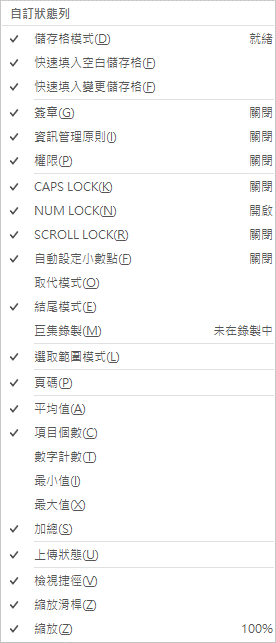 自訂狀態列
儲存格模式(D) 就緒
快速填入空白儲存格(F)
快速填入變更儲存格(F)
簽章(G) 關閉
資訊管理原則(I) 關閉
權限(P) 關閉
CAPS LOCK(K) 關閉
NUM LOCK(N) 開啟
SCROLL LOCK(R) 關閉
自動設定小數點(F) 關閉
取代模式(O)
結尾模式(E)
巨集錄製(M) 未在錄製中
選取範圍模式(L)
頁碼(P)
平均值(A)
項目個數(C)
數字計數(T)
最小值(I)
最大值(X)
加總(S)
上傳狀態(U)
檢視捷徑(V)
縮放滑桿(Z)
縮放(Z) 100%